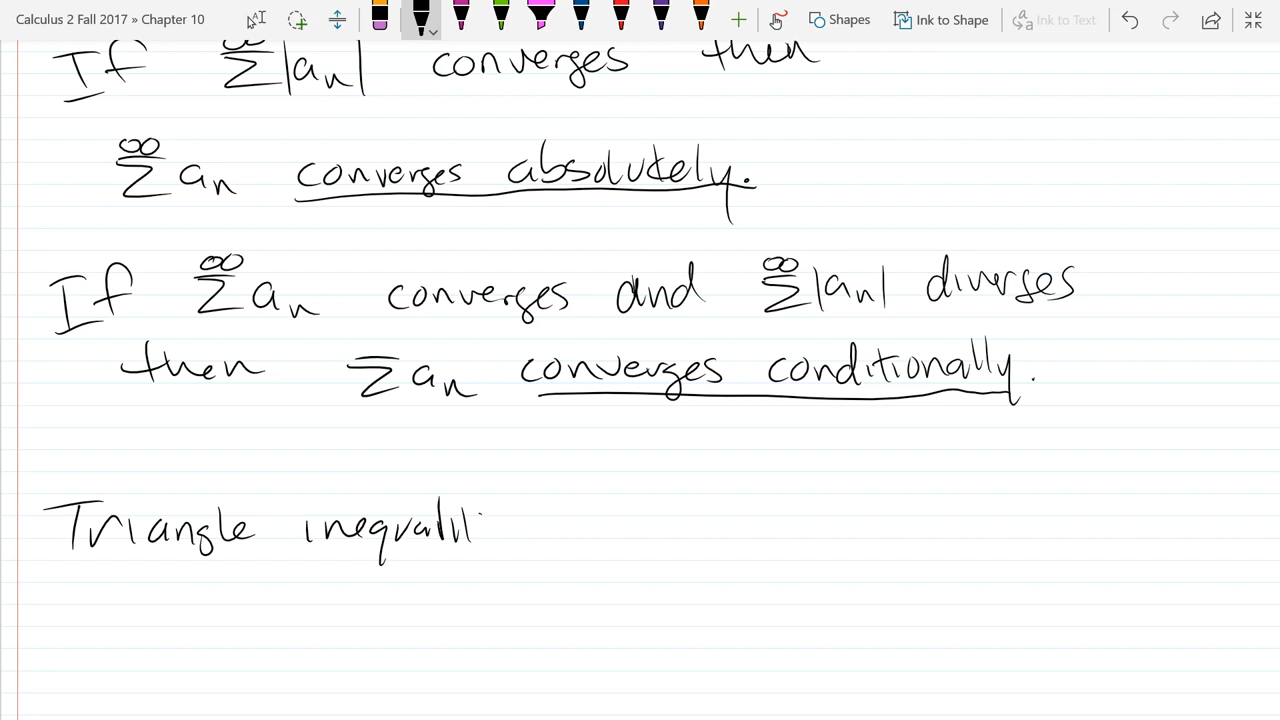 Calculus 2 Fall 2017 » Chapter 10 Shapes Ink to Shape Ink to Text
If ∞Σ|aₙ| converges then
∞Σ aₙ converges absolutely.
If ∞Σ aₙ converges and ∞Σ|aₙ| diverges
then Σ aₙ converges conditionally.
Triangle inequali